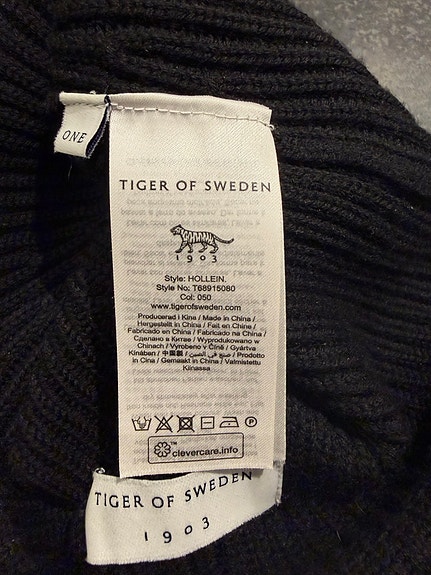 ONE
TIGER OF SWEDEN
1903
Style: HOLLEIN.
Style No: T68915080
Col: 050
www.tigerofsweden.com
Producerad i Kina / Made in China /
Hergestellt in China / Fait en Chine /
Fabricado en China / Fabricado na China /
Сделано в Китае / Wyprodukowano w
Chinach / Vyrobeno v Číně / Gyártva
Kínában / 中国製 / صنع في الصين / Prodotto
in Cina / Gemaakt in China / Valmistettu
Kiinassa
clevercare.info
TIGER OF SWEDEN
1903